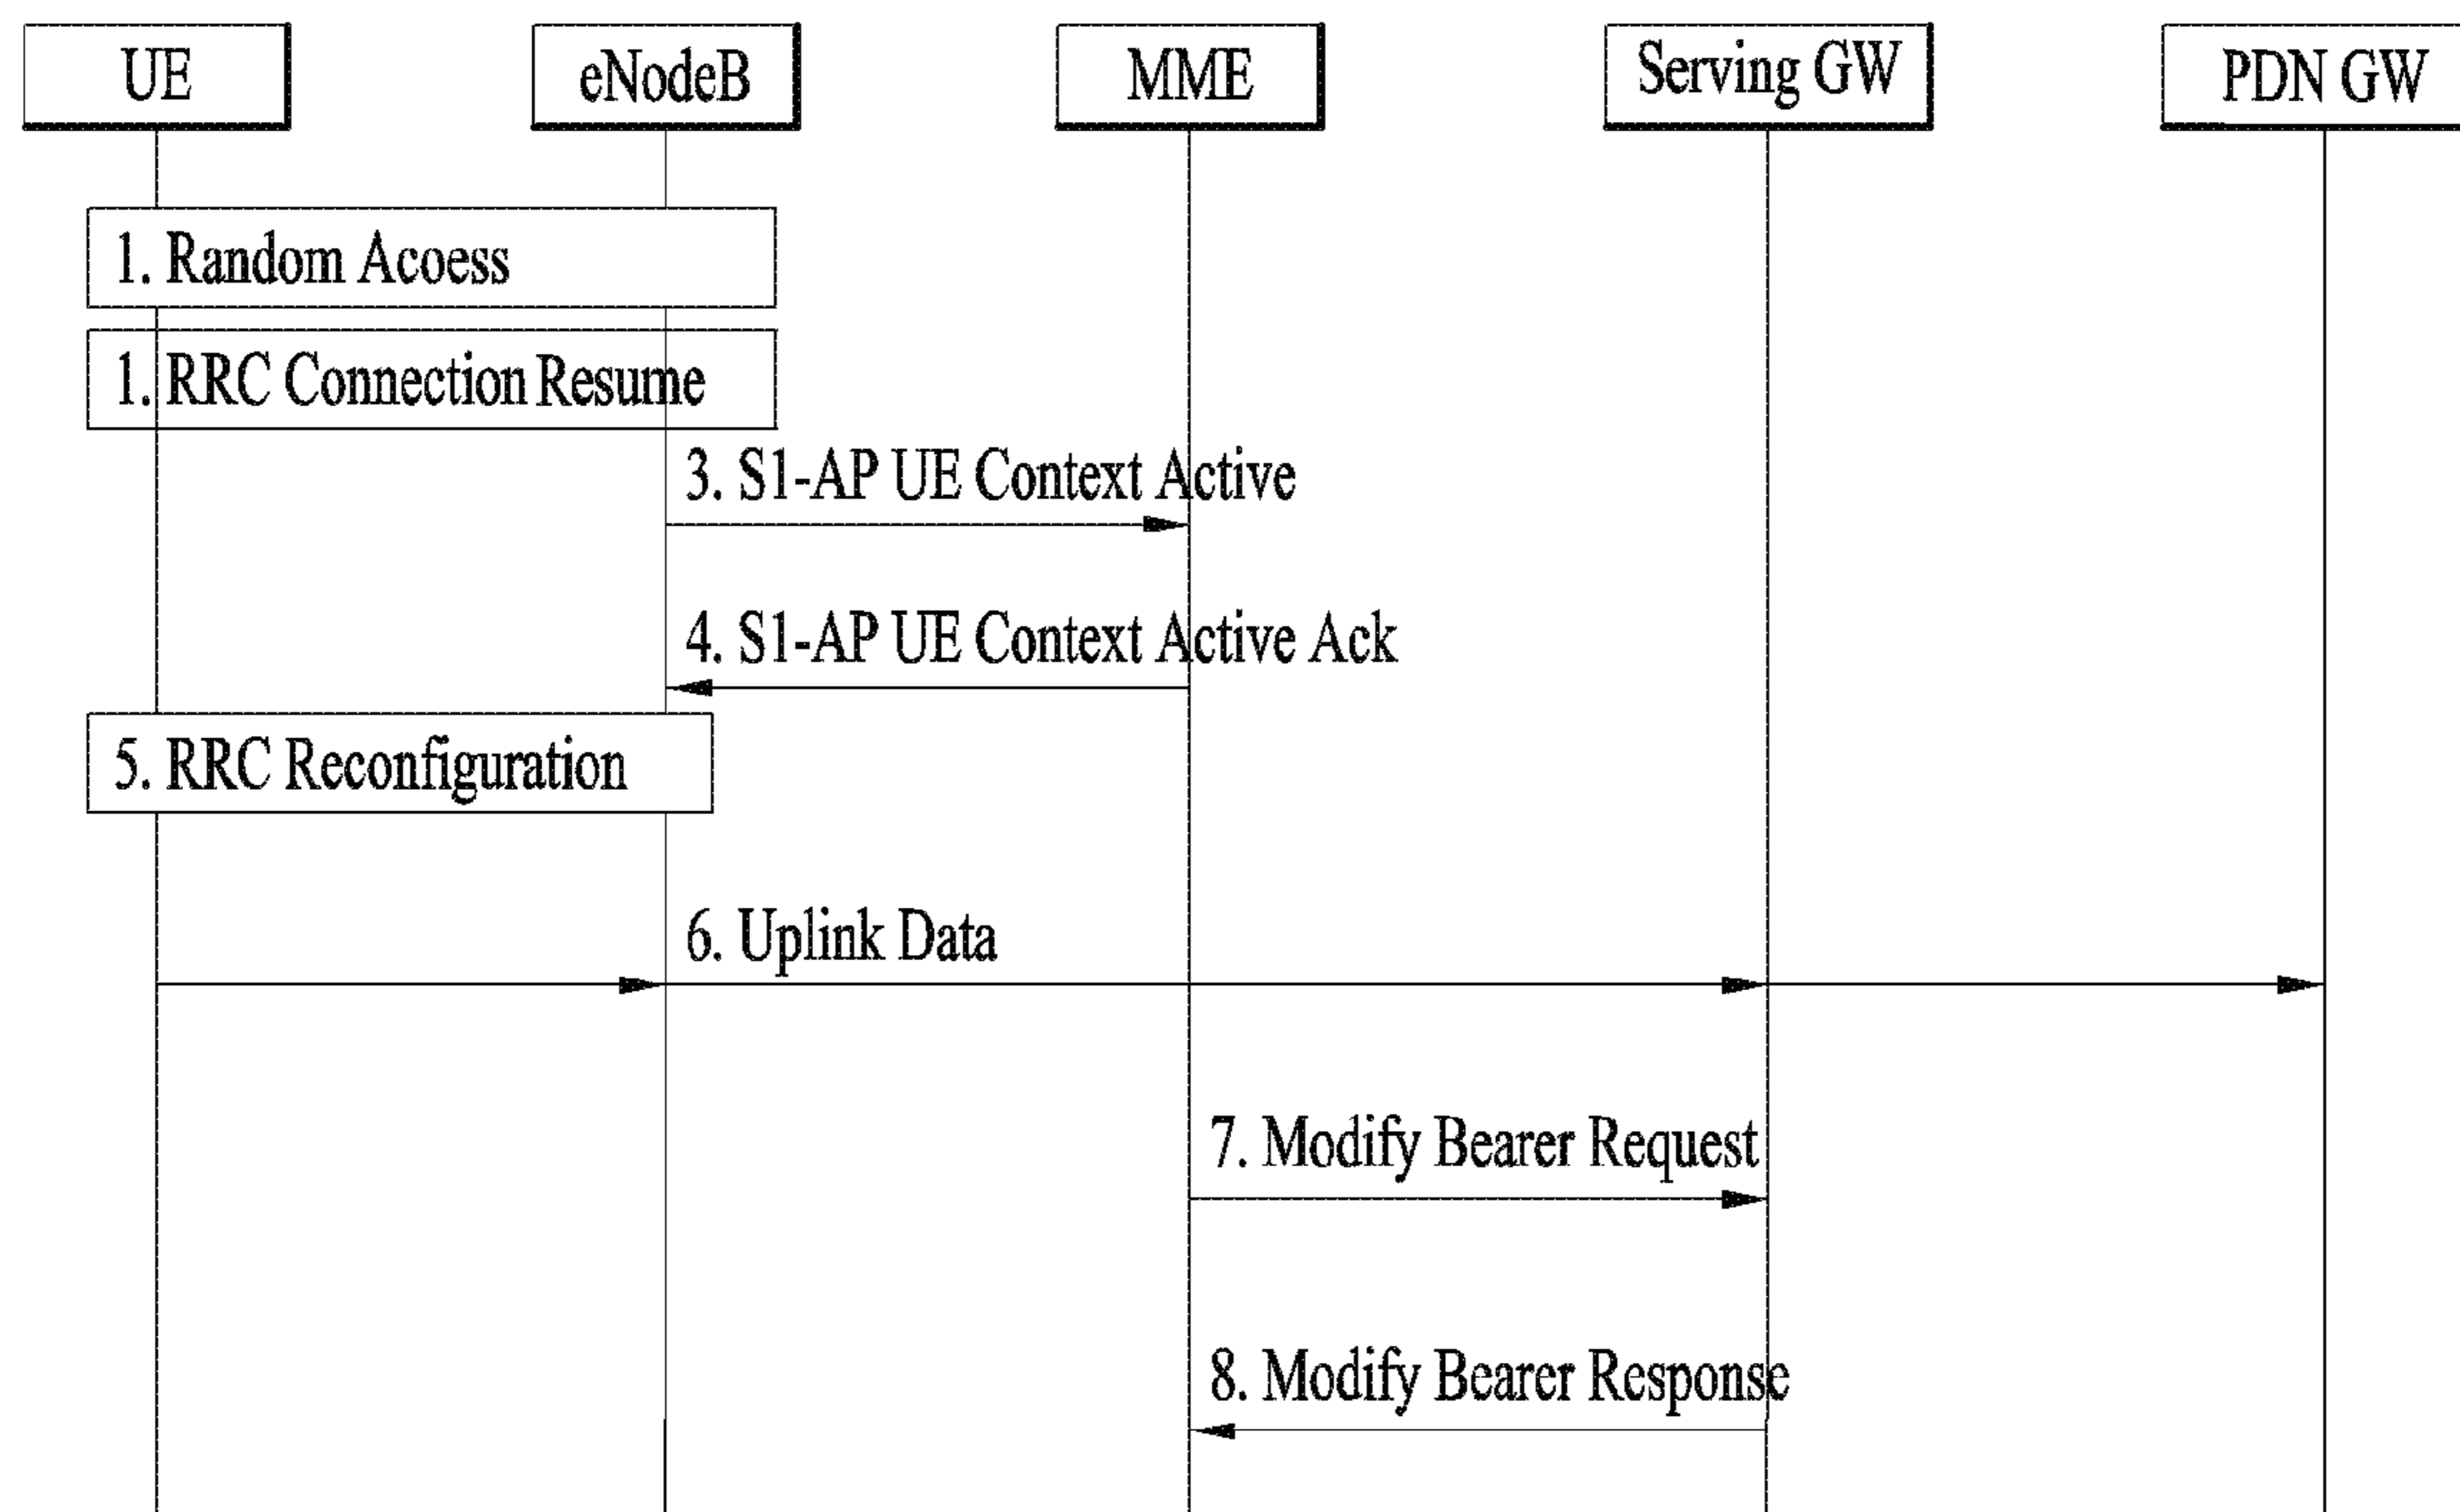 UE
eNodeB
MME
Serving GW
PDN GW
1. Random Acoess
1. RRC Connection Resume
3. S1-AP UE Context Active
4. S1-AP UE Context Active Ack
5. RRC Reconfiguration
6. Uplink Data
7. Modify Bearer Request
8. Modify Bearer Response